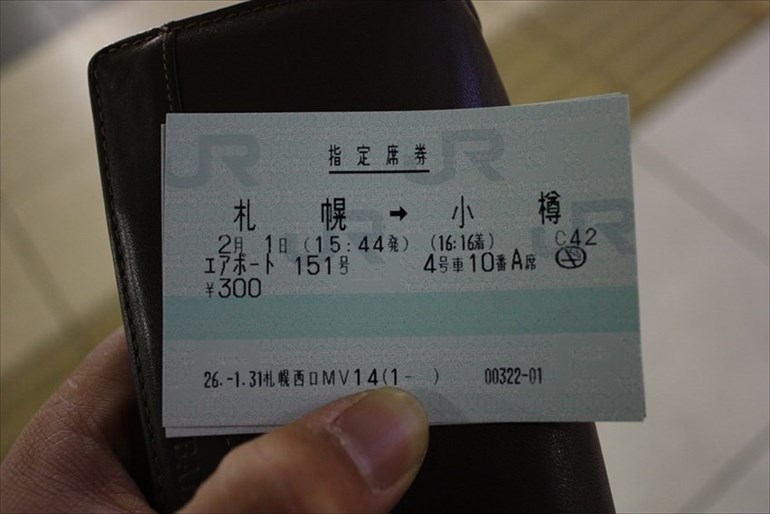 指定席券
札幌 → 小樽
2月 1日 (15:44発) (16:16着) C42
エアポート 151号 4号車10番A席
¥300
26.-1.31札幌西口MV14(1- ) 00322-01